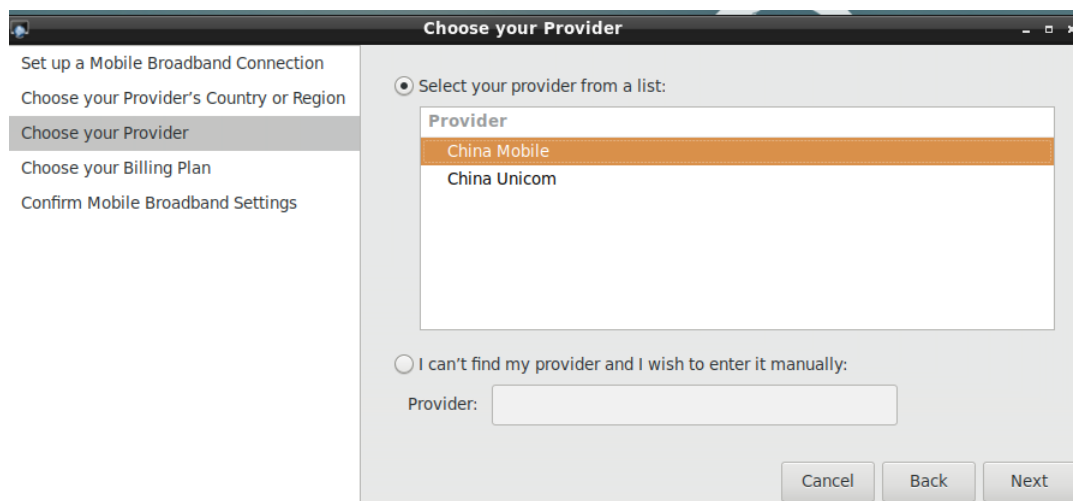 Choose your Provider
Set up a Mobile Broadband Connection
Choose your Provider’s Country or Region
Choose your Provider
Choose your Billing Plan
Confirm Mobile Broadband Settings
Select your provider from a list:
Provider
China Mobile
China Unicom
I can’t find my provider and I wish to enter it manually:
Provider:
Cancel Back Next